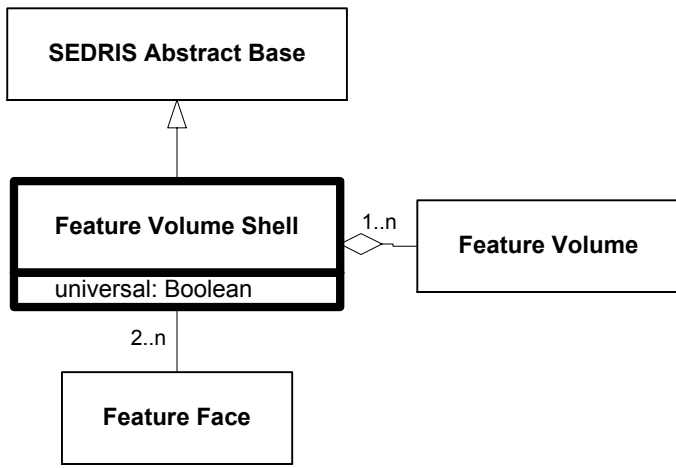 SEDRIS Abstract Base
Feature Volume Shell
1..n
Feature Volume
universal: Boolean
2..n
Feature Face